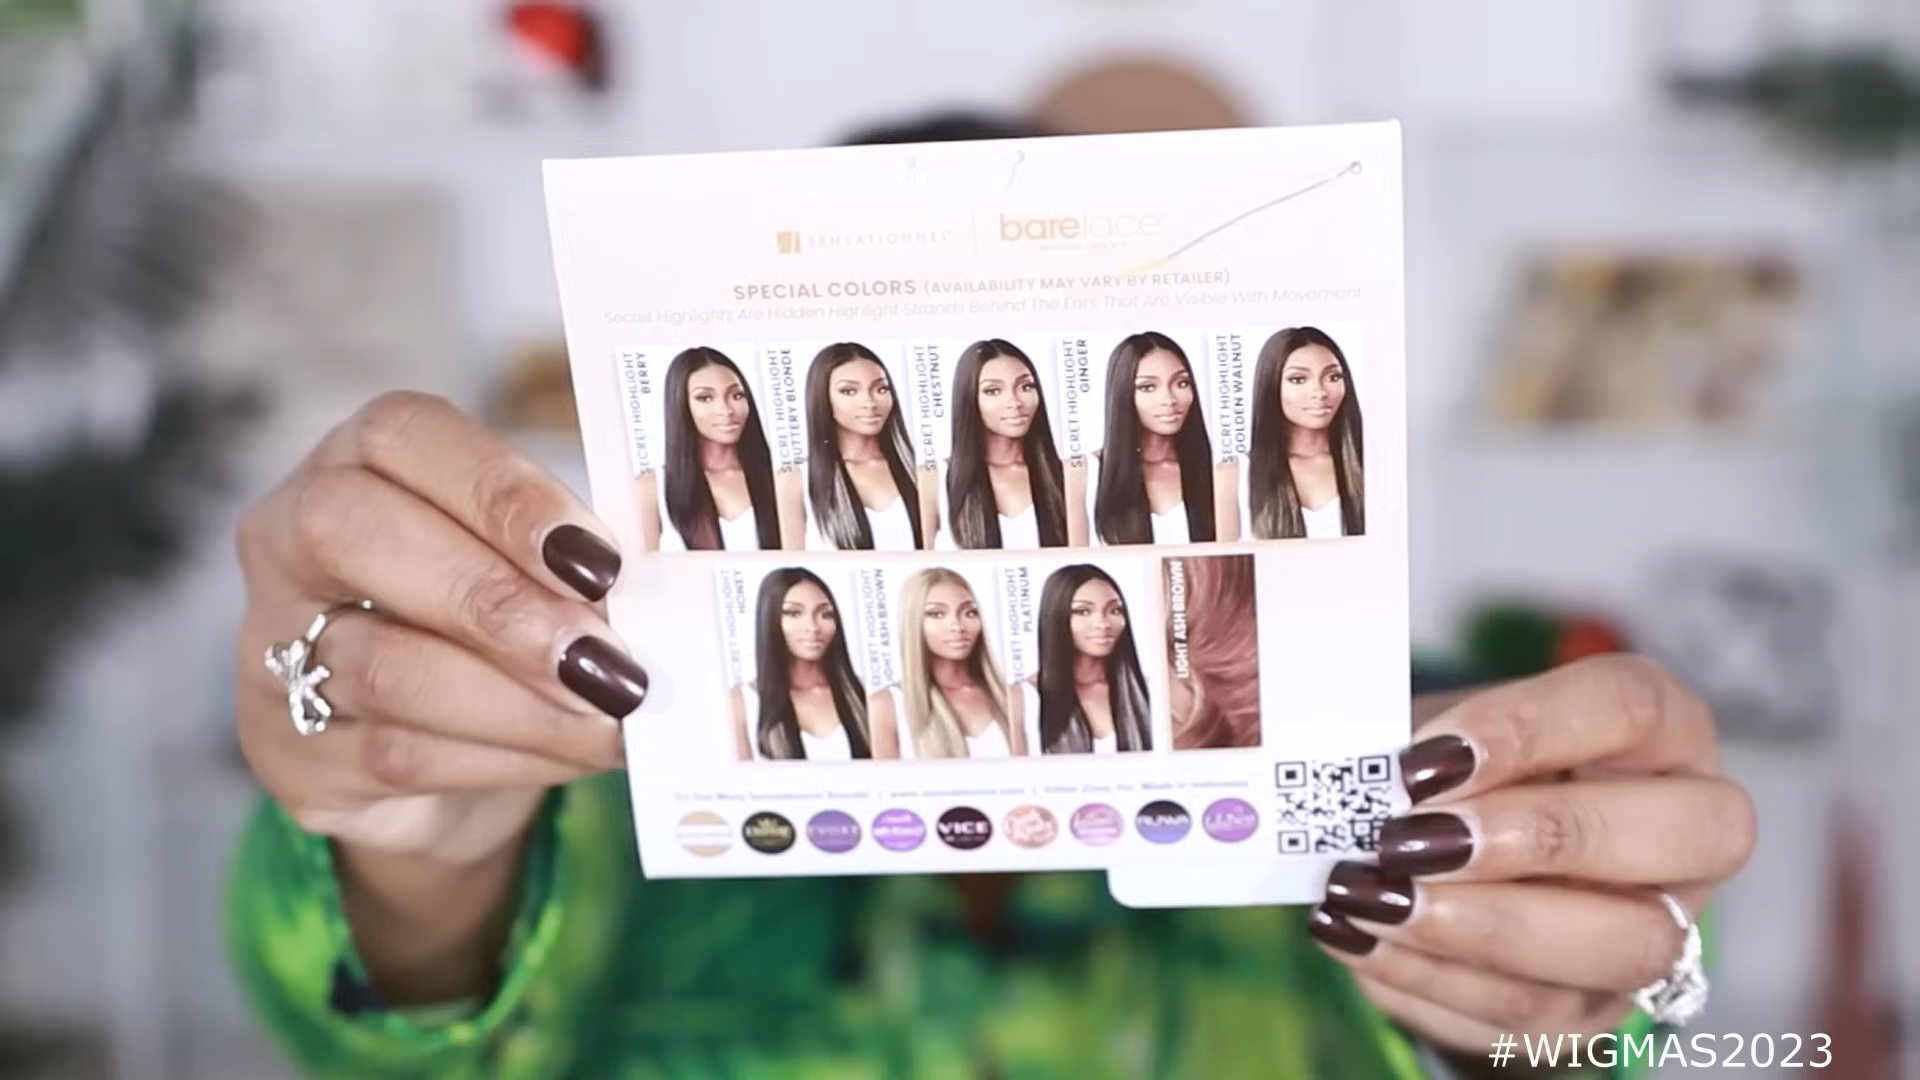 SENSATIONNEL
barelace
SPECIAL COLORS (AVAILABILITY MAY VARY BY RETAILER)
Secret Highlights Are Hidden Highlight Strands Behind The Ears That Are Visible With Movement
SECRET HIGHLIGHT
BERRY
SECRET HIGHLIGHT
BUTTERY BLONDE
SECRET HIGHLIGHT
CHESTNUT
SECRET HIGHLIGHT
GINGER
SECRET HIGHLIGHT
GOLDEN WALNUT
SECRET HIGHLIGHT
HONEY
SECRET HIGHLIGHT
LIGHT ASH BROWN
SECRET HIGHLIGHT
PLATINUM
LIGHT ASH BROWN
VICE
#WIGMAS2023